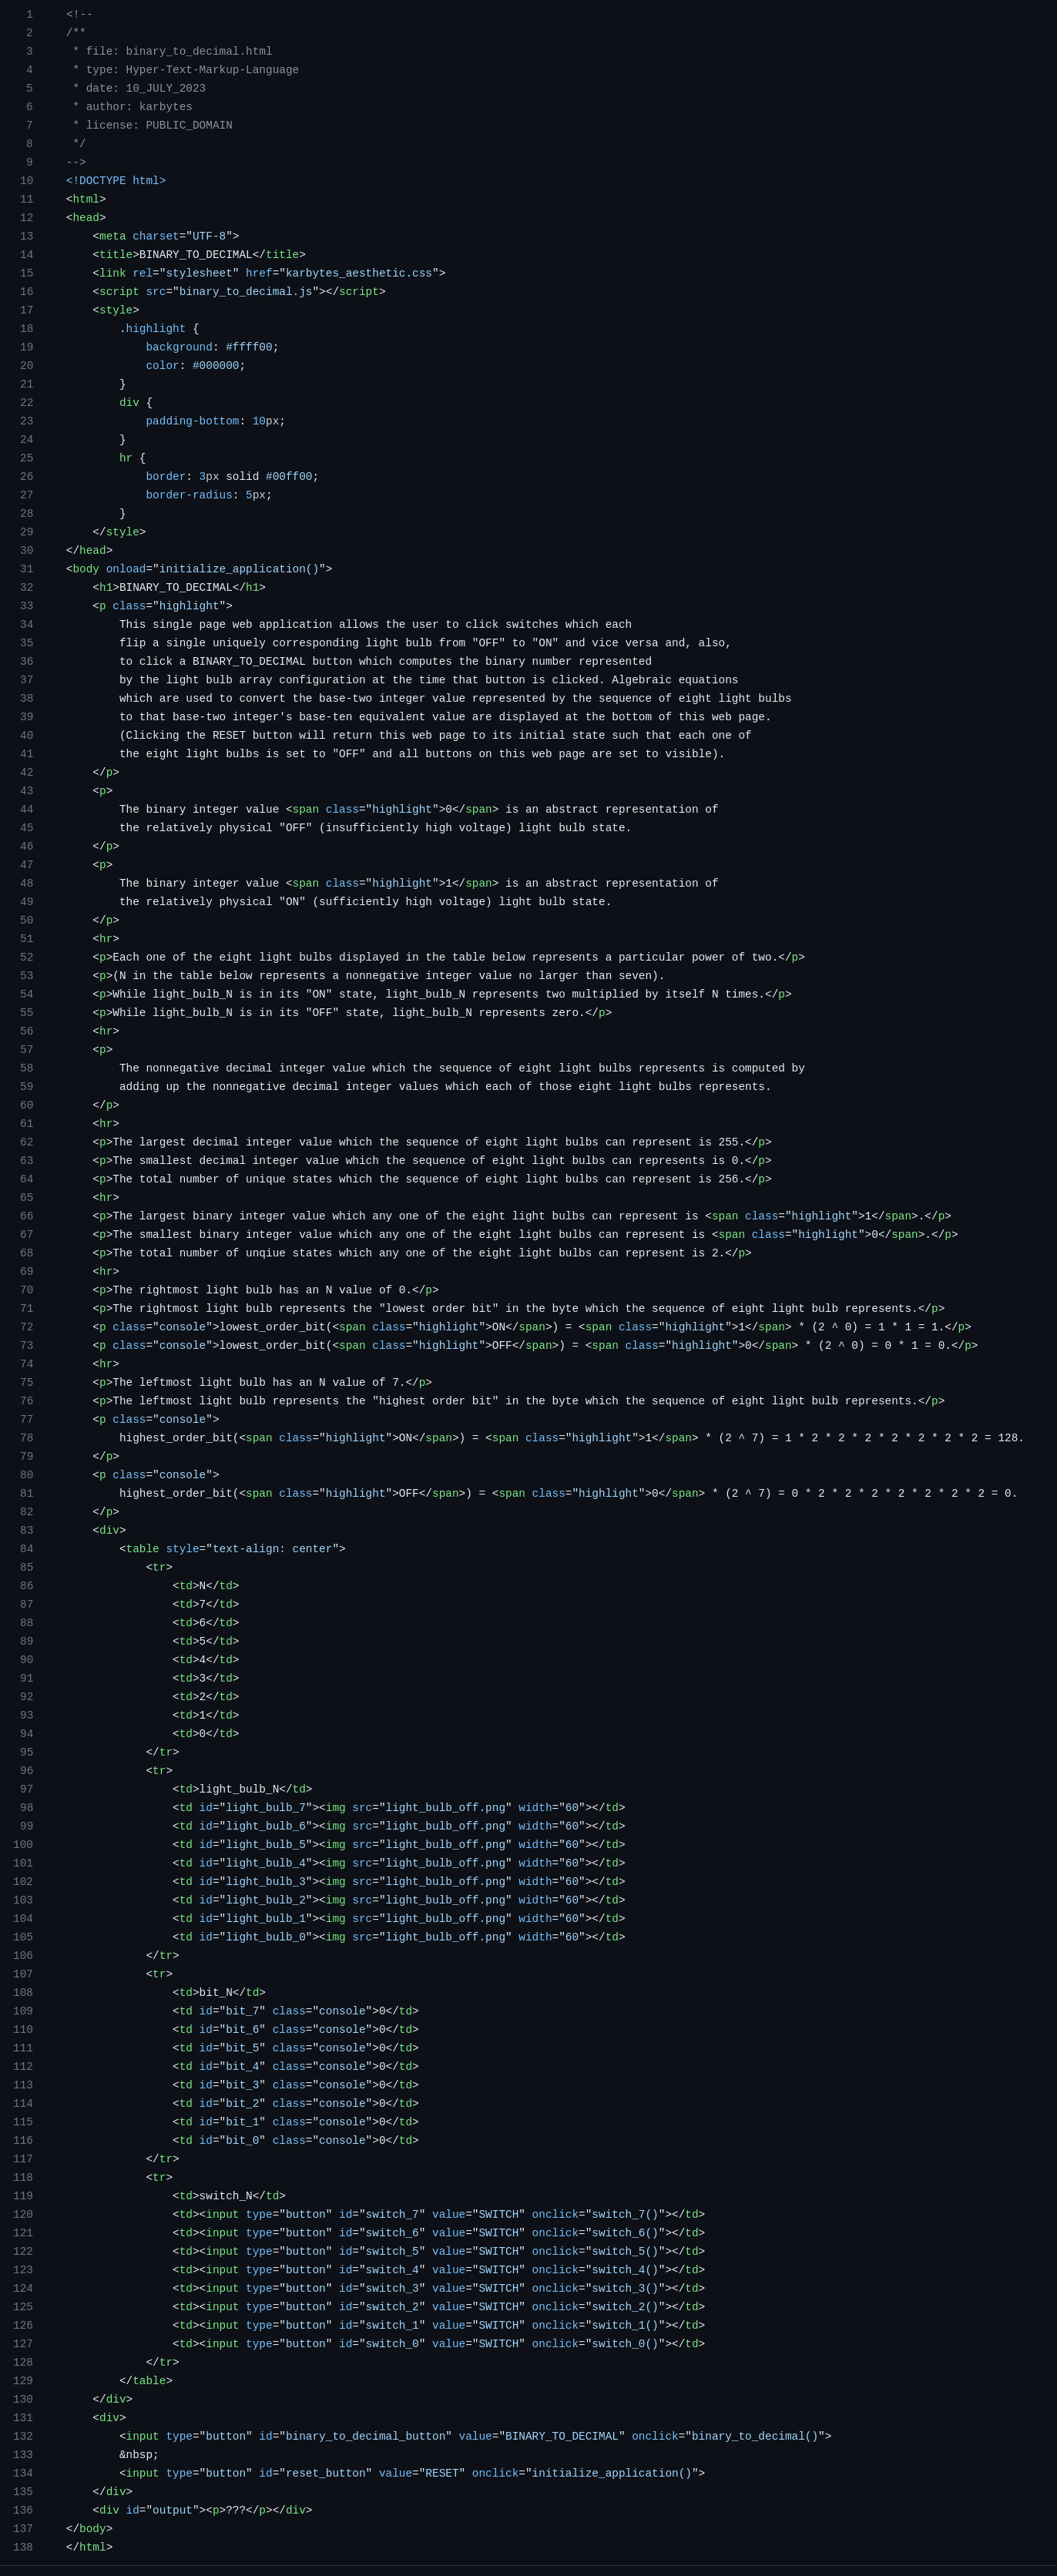 1 <!--
2 /**
3  * file: binary_to_decimal.html
4  * type: Hyper-Text-Markup-Language
5  * date: 10_JULY_2023
6  * author: karbytes
7  * license: PUBLIC_DOMAIN
8  */
9 -->
10 <!DOCTYPE html>
11 <html>
12 <head>
13     <meta charset="UTF-8">
14     <title>BINARY_TO_DECIMAL</title>
15     <link rel="stylesheet" href="karbytes_aesthetic.css">
16     <script src="binary_to_decimal.js"></script>
17     <style>
18         .highlight {
19             background: #ffff00;
20             color: #000000;
21         }
22         div {
23             padding-bottom: 10px;
24         }
25         hr {
26             border: 3px solid #00ff00;
27             border-radius: 5px;
28         }
29     </style>
30 </head>
31 <body onload="initialize_application()">
32     <h1>BINARY_TO_DECIMAL</h1>
33     <p class="highlight">
34         This single page web application allows the user to click switches which each
35         flip a single uniquely corresponding light bulb from "OFF" to "ON" and vice versa and, also,
36         to click a BINARY_TO_DECIMAL button which computes the binary number represented
37         by the light bulb array configuration at the time that button is clicked. Algebraic equations
38         which are used to convert the base-two integer value represented by the sequence of eight light bulbs
39         to that base-two integer's base-ten equivalent value are displayed at the bottom of this web page.
40         (Clicking the RESET button will return this web page to its initial state such that each one of
41         the eight light bulbs is set to "OFF" and all buttons on this web page are set to visible).
42     </p>
43     <p>
44         The binary integer value <span class="highlight">0</span> is an abstract representation of
45         the relatively physical "OFF" (insufficiently high voltage) light bulb state.
46     </p>
47     <p>
48         The binary integer value <span class="highlight">1</span> is an abstract representation of
49         the relatively physical "ON" (sufficiently high voltage) light bulb state.
50     </p>
51     <hr>
52     <p>Each one of the eight light bulbs displayed in the table below represents a particular power of two.</p>
53     <p>(N in the table below represents a nonnegative integer value no larger than seven).
54     <p>While light_bulb_N is in its "ON" state, light_bulb_N represents two multiplied by itself N times.</p>
55     <p>While light_bulb_N is in its "OFF" state, light_bulb_N represents zero.</p>
56     <hr>
57     <p>
58         The nonnegative decimal integer value which the sequence of eight light bulbs represents is computed by
59         adding up the nonnegative decimal integer values which each of those eight light bulbs represents.
60     </p>
61     <hr>
62     <p>The largest decimal integer value which the sequence of eight light bulbs can represent is 255.</p>
63     <p>The smallest decimal integer value which the sequence of eight light bulbs can represents is 0.</p>
64     <p>The total number of unique states which the sequence of eight light bulbs can represent is 256.</p>
65     <hr>
66     <p>The largest binary integer value which any one of the eight light bulbs can represent is <span class="highlight">1</span>.</p>
67     <p>The smallest binary integer value which any one of the eight light bulbs can represent is <span class="highlight">0</span>.</p>
68     <p>The total number of unqiue states which any one of the eight light bulbs can represent is 2.</p>
69     <hr>
70     <p>The rightmost light bulb has an N value of 0.</p>
71     <p>The rightmost light bulb represents the "lowest order bit" in the byte which the sequence of eight light bulb represents.</p>
72     <p class="console">lowest_order_bit(<span class="highlight">ON</span>) = <span class="highlight">1</span> * (2 ^ 0) = 1 * 1 = 1.</p>
73     <p class="console">lowest_order_bit(<span class="highlight">OFF</span>) = <span class="highlight">0</span> * (2 ^ 0) = 0 * 1 = 0.</p>
74     <hr>
75     <p>The leftmost light bulb has an N value of 7.</p>
76     <p>The leftmost light bulb represents the "highest order bit" in the byte which the sequence of eight light bulb represents.</p>
77     <p class="console">
78         highest_order_bit(<span class="highlight">ON</span>) = <span class="highlight">1</span> * (2 ^ 7) = 1 * 2 * 2 * 2 * 2 * 2 * 2 * 2 = 128.
79     </p>
80     <p class="console">
81         highest_order_bit(<span class="highlight">OFF</span>) = <span class="highlight">0</span> * (2 ^ 7) = 0 * 2 * 2 * 2 * 2 * 2 * 2 * 2 = 0.
82     </p>
83     <div>
84         <table style="text-align: center">
85             <tr>
86                 <td>N</td>
87                 <td>7</td>
88                 <td>6</td>
89                 <td>5</td>
90                 <td>4</td>
91                 <td>3</td>
92                 <td>2</td>
93                 <td>1</td>
94                 <td>0</td>
95             </tr>
96             <tr>
97                 <td>light_bulb_N</td>
98                 <td id="light_bulb_7"><img src="light_bulb_off.png" width="60"></td>
99                 <td id="light_bulb_6"><img src="light_bulb_off.png" width="60"></td>
100                 <td id="light_bulb_5"><img src="light_bulb_off.png" width="60"></td>
101                 <td id="light_bulb_4"><img src="light_bulb_off.png" width="60"></td>
102                 <td id="light_bulb_3"><img src="light_bulb_off.png" width="60"></td>
103                 <td id="light_bulb_2"><img src="light_bulb_off.png" width="60"></td>
104                 <td id="light_bulb_1"><img src="light_bulb_off.png" width="60"></td>
105                 <td id="light_bulb_0"><img src="light_bulb_off.png" width="60"></td>
106             </tr>
107             <tr>
108                 <td>bit_N</td>
109                 <td id="bit_7" class="console">0</td>
110                 <td id="bit_6" class="console">0</td>
111                 <td id="bit_5" class="console">0</td>
112                 <td id="bit_4" class="console">0</td>
113                 <td id="bit_3" class="console">0</td>
114                 <td id="bit_2" class="console">0</td>
115                 <td id="bit_1" class="console">0</td>
116                 <td id="bit_0" class="console">0</td>
117             </tr>
118             <tr>
119                 <td>switch_N</td>
120                 <td><input type="button" id="switch_7" value="SWITCH" onclick="switch_7()"></td>
121                 <td><input type="button" id="switch_6" value="SWITCH" onclick="switch_6()"></td>
122                 <td><input type="button" id="switch_5" value="SWITCH" onclick="switch_5()"></td>
123                 <td><input type="button" id="switch_4" value="SWITCH" onclick="switch_4()"></td>
124                 <td><input type="button" id="switch_3" value="SWITCH" onclick="switch_3()"></td>
125                 <td><input type="button" id="switch_2" value="SWITCH" onclick="switch_2()"></td>
126                 <td><input type="button" id="switch_1" value="SWITCH" onclick="switch_1()"></td>
127                 <td><input type="button" id="switch_0" value="SWITCH" onclick="switch_0()"></td>
128             </tr>
129         </table>
130     </div>
131     <div>
132         <input type="button" id="binary_to_decimal_button" value="BINARY_TO_DECIMAL" onclick="binary_to_decimal()">
133         &nbsp;
134         <input type="button" id="reset_button" value="RESET" onclick="initialize_application()">
135     </div>
136     <div id="output"><p>???</p></div>
137 </body>
138 </html>